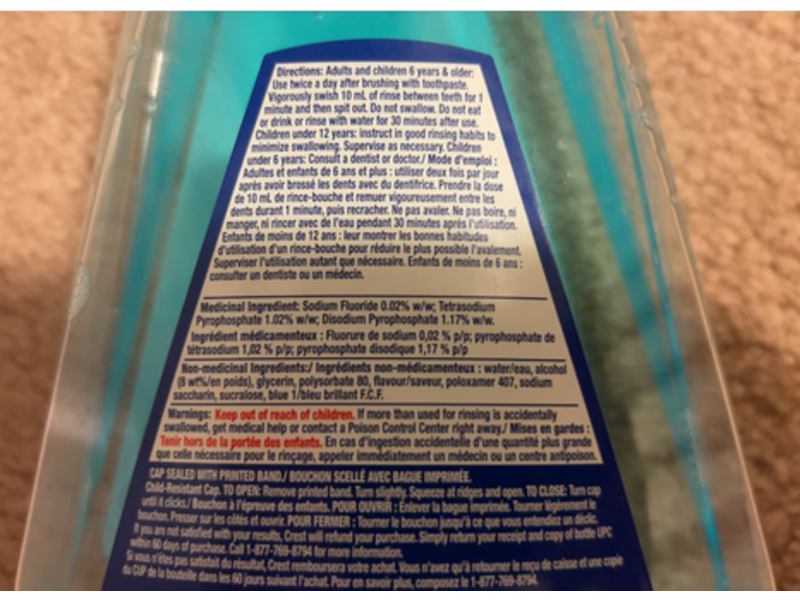 Directions: Adults and children 6 years & older:
Use twice a day after brushing with toothpaste.
Vigorously swish 10 mL of rinse between teeth for 1
minute and then spit out. Do not swallow. Do not eat
or drink or rinse with water for 30 minutes after use.
Children under 12 years: instruct in good rinsing habits to
minimize swallowing. Supervise as necessary. Children
under 6 years: Consult a dentist or doctor./ Mode d'emploi :
Adultes et enfants de 6 ans et plus : utiliser deux fois par jour
après avoir brossé les dents avec du dentifrice. Prendre la dose
de 10 mL de rince-bouche et remuer vigoureusement entre les
dents durant 1 minute, puis recracher. Ne pas avaler. Ne pas boire, ni
manger, ni rincer avec de l'eau pendant 30 minutes après l'utilisation.
Enfants de moins de 12 ans : leur montrer les bonnes habitudes
d'utilisation d'un rince-bouche pour réduire le plus possible l'avalement.
Superviser l'utilisation autant que nécessaire. Enfants de moins de 6 ans :
consulter un dentiste ou un médecin.
Medicinal Ingredient: Sodium Fluoride 0.02% w/w; Tetrasodium
Pyrophosphate 1.02% w/w; Disodium Pyrophosphate 1.17% w/w.
Ingrédient médicamenteux : Fluorure de sodium 0,02 % p/p; pyrophosphate de
tétrasodium 1,02 % p/p; pyrophosphate disodique 1,17 % p/p
Non-medicinal Ingredients:/ Ingrédients non-médicamenteux : water/eau, alcohol
(8 wt%/en poids), glycerin, polysorbate 80, flavour/saveur, poloxamer 407, sodium
saccharin, sucralose, blue 1/bleu brillant F.C.F.
Warnings: Keep out of reach of children. If more than used for rinsing is accidentally
swallowed, get medical help or contact a Poison Control Center right away./ Mises en gardes :
Tenir hors de la portée des enfants. En cas d'ingestion accidentelle d'une quantité plus grande
que celle nécessaire pour le rinçage, appeler immédiatement un médecin ou un centre antipoison.
CAP SEALED WITH PRINTED BAND./ BOUCHON SCELLÉ AVEC BAGUE IMPRIMÉE.
Child-Resistant Cap. TO OPEN: Remove printed band. Turn slightly. Squeeze at ridges and open. TO CLOSE: Turn cap
until it clicks./ Bouchon à l'épreuve des enfants. POUR OUVRIR : Enlever la bague imprimée. Tourner légèrement le
bouchon. Presser sur les côtés et ouvrir. POUR FERMER : Tourner le bouchon jusqu'à ce que vous entendiez un déclic.
If you are not satisfied with your results, Crest will refund your purchase. Simply return your receipt and copy of bottle UPC
within 60 days of purchase. Call 1-877-769-8794 for more information.
Si vous n'êtes pas satisfait du résultat, Crest remboursera votre achat. Vous n'avez qu'à retourner le reçu de caisse et une copie
du CUP de la bouteille dans les 60 jours suivant l'achat. Pour en savoir plus, composez le 1-877-769-8794.